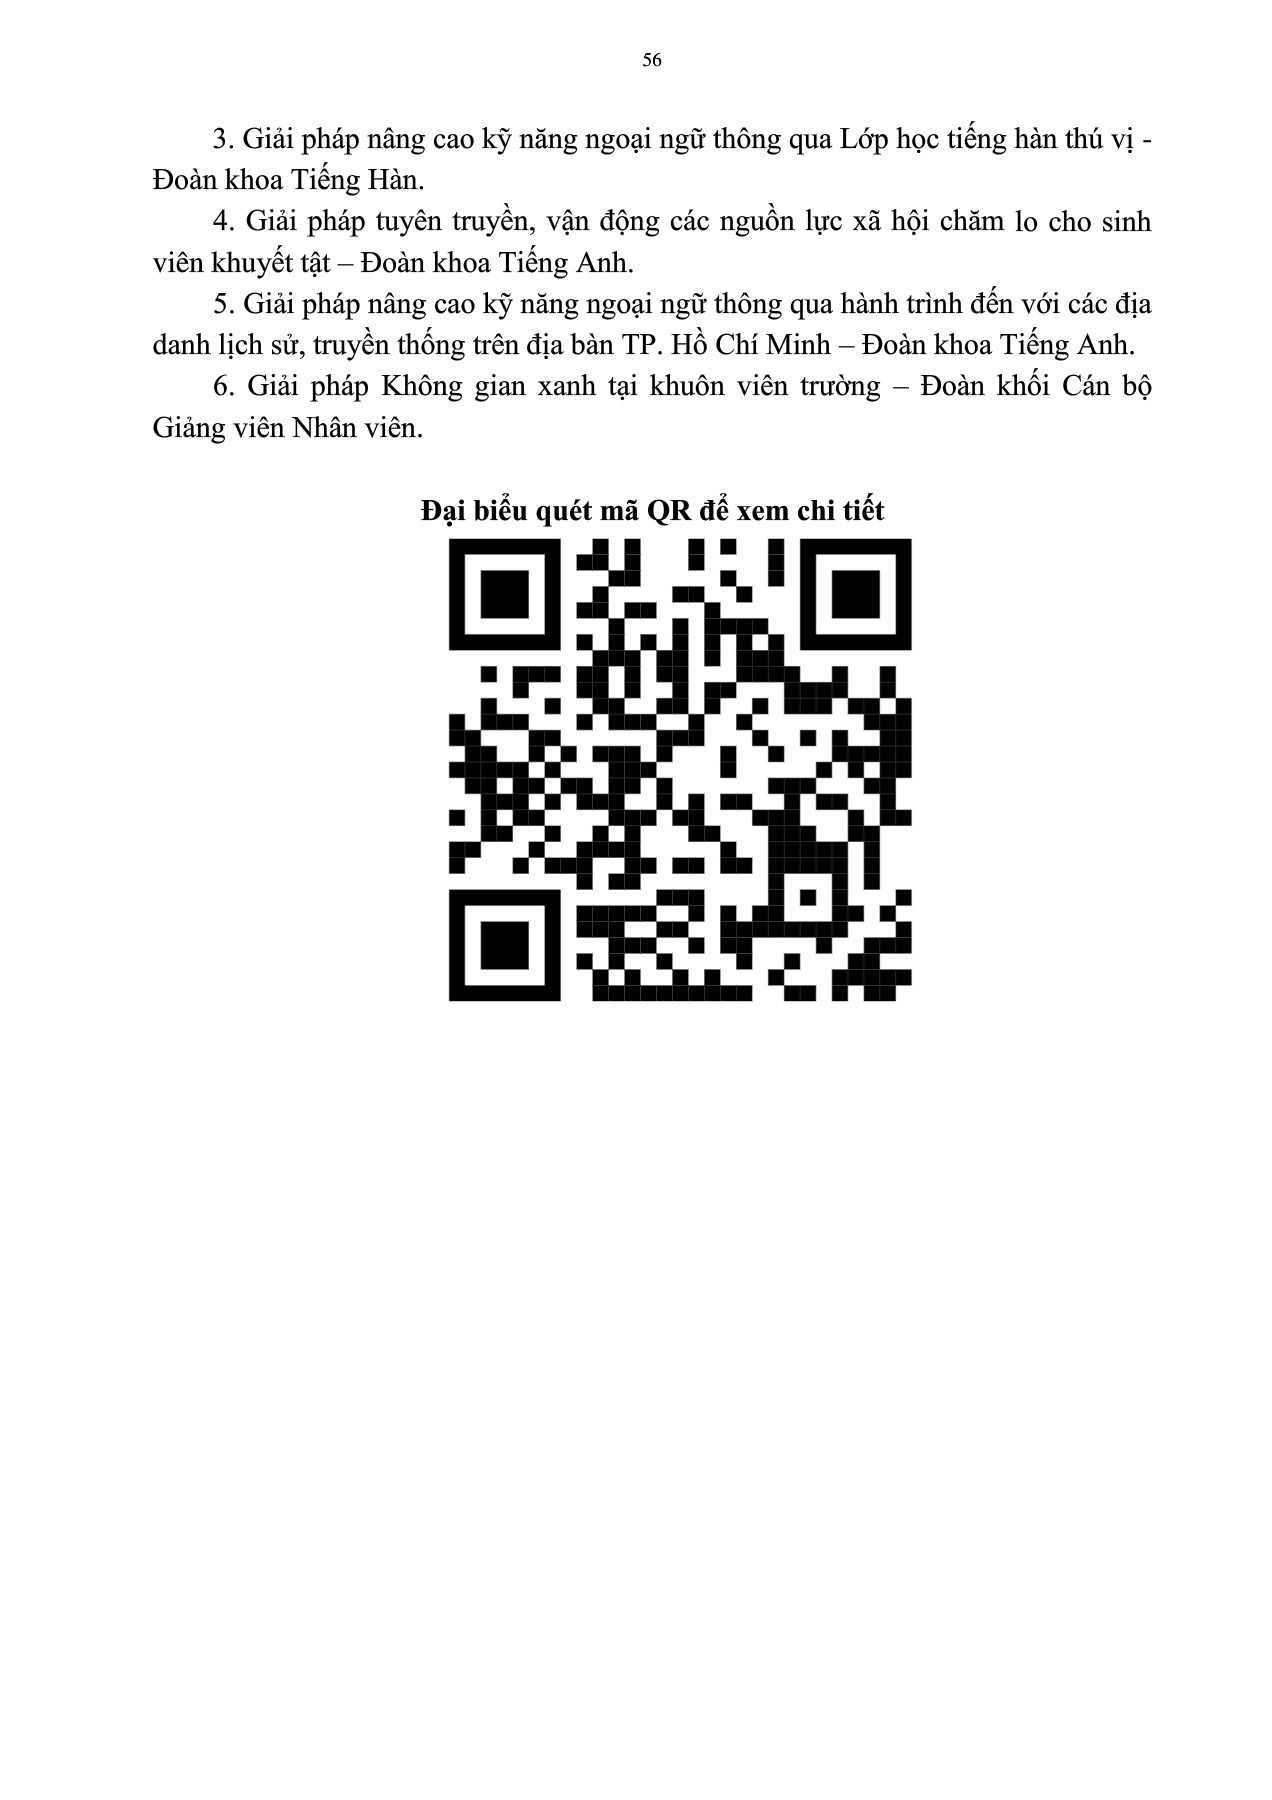 56
3. Giải pháp nâng cao kỹ năng ngoại ngữ thông qua Lớp học tiếng hàn thú vị -
Đoàn khoa Tiếng Hàn.
4. Giải pháp tuyên truyền, vận động các nguồn lực xã hội chăm lo cho sinh
viên khuyết tật – Đoàn khoa Tiếng Anh.
5. Giải pháp nâng cao kỹ năng ngoại ngữ thông qua hành trình đến với các địa
danh lịch sử, truyền thống trên địa bàn TP. Hồ Chí Minh – Đoàn khoa Tiếng Anh.
6. Giải pháp Không gian xanh tại khuôn viên trường – Đoàn khối Cán bộ
Giảng viên Nhân viên.
Đại biểu quét mã QR để xem chi tiết